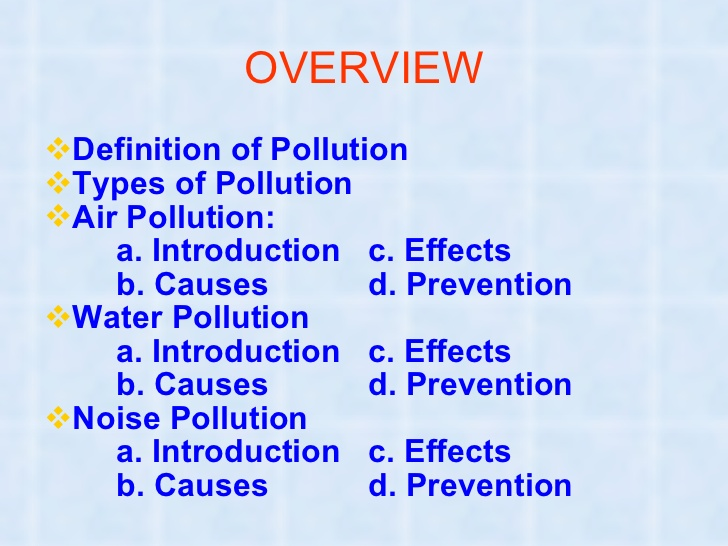 OVERVIEW
Definition of Pollution
Types of Pollution
Air Pollution:
a. Introduction c. Effects
b. Causes d. Prevention
Water Pollution
a. Introduction c. Effects
b. Causes d. Prevention
Noise Pollution
a. Introduction c. Effects
b. Causes d. Prevention